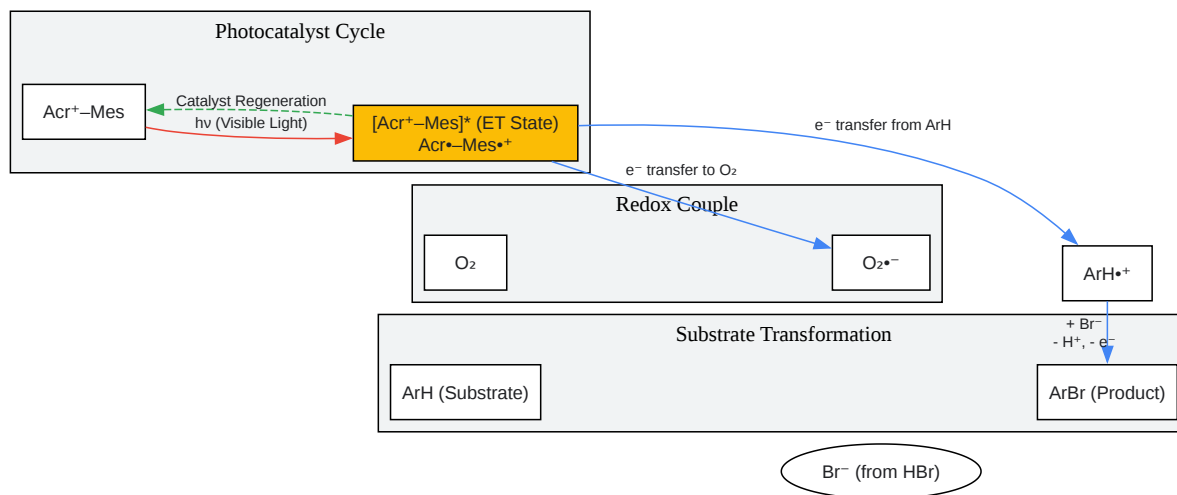 Photocatalyst Cycle
Acr⁺–Mes
Catalyst Regeneration
hν (Visible Light)
[Acr⁺–Mes]* (ET State)
Acr•–Mes•⁺
e⁻ transfer from ArH
e⁻ transfer to O₂
Redox Couple
O₂
O₂•⁻
ArH•⁺
+ Br⁻
- H⁺, - e⁻
Substrate Transformation
ArH (Substrate)
ArBr (Product)
Br⁻ (from HBr)